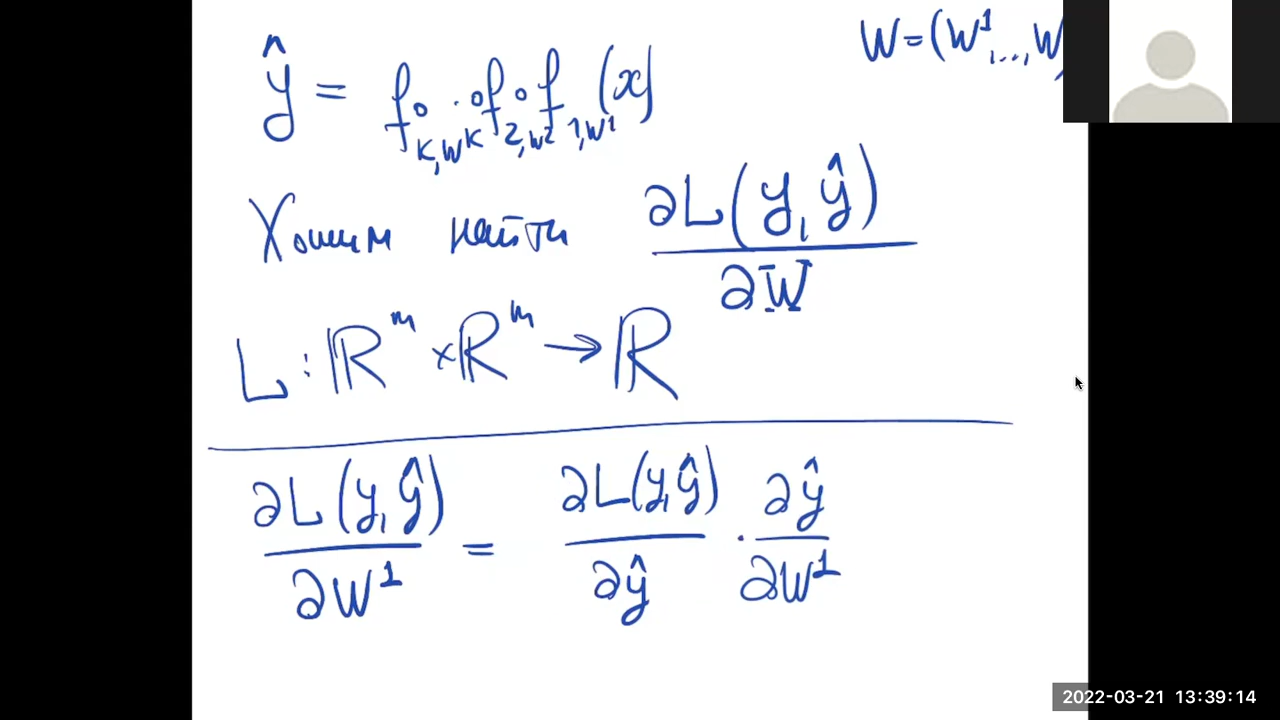 ŷ = f_{K,W^K} ∘ . ∘ f_{2,W^2} ∘ f_{1,W^1} (x)
W = (W^1, ..., W
Хотим найти ∂L(y, ŷ) / ∂W
L : ℝ^m × ℝ^m → ℝ
∂L(y, ŷ) / ∂W^1 = ∂L(y, ŷ) / ∂ŷ · ∂ŷ / ∂W^1
2022-03-21 13:39:14